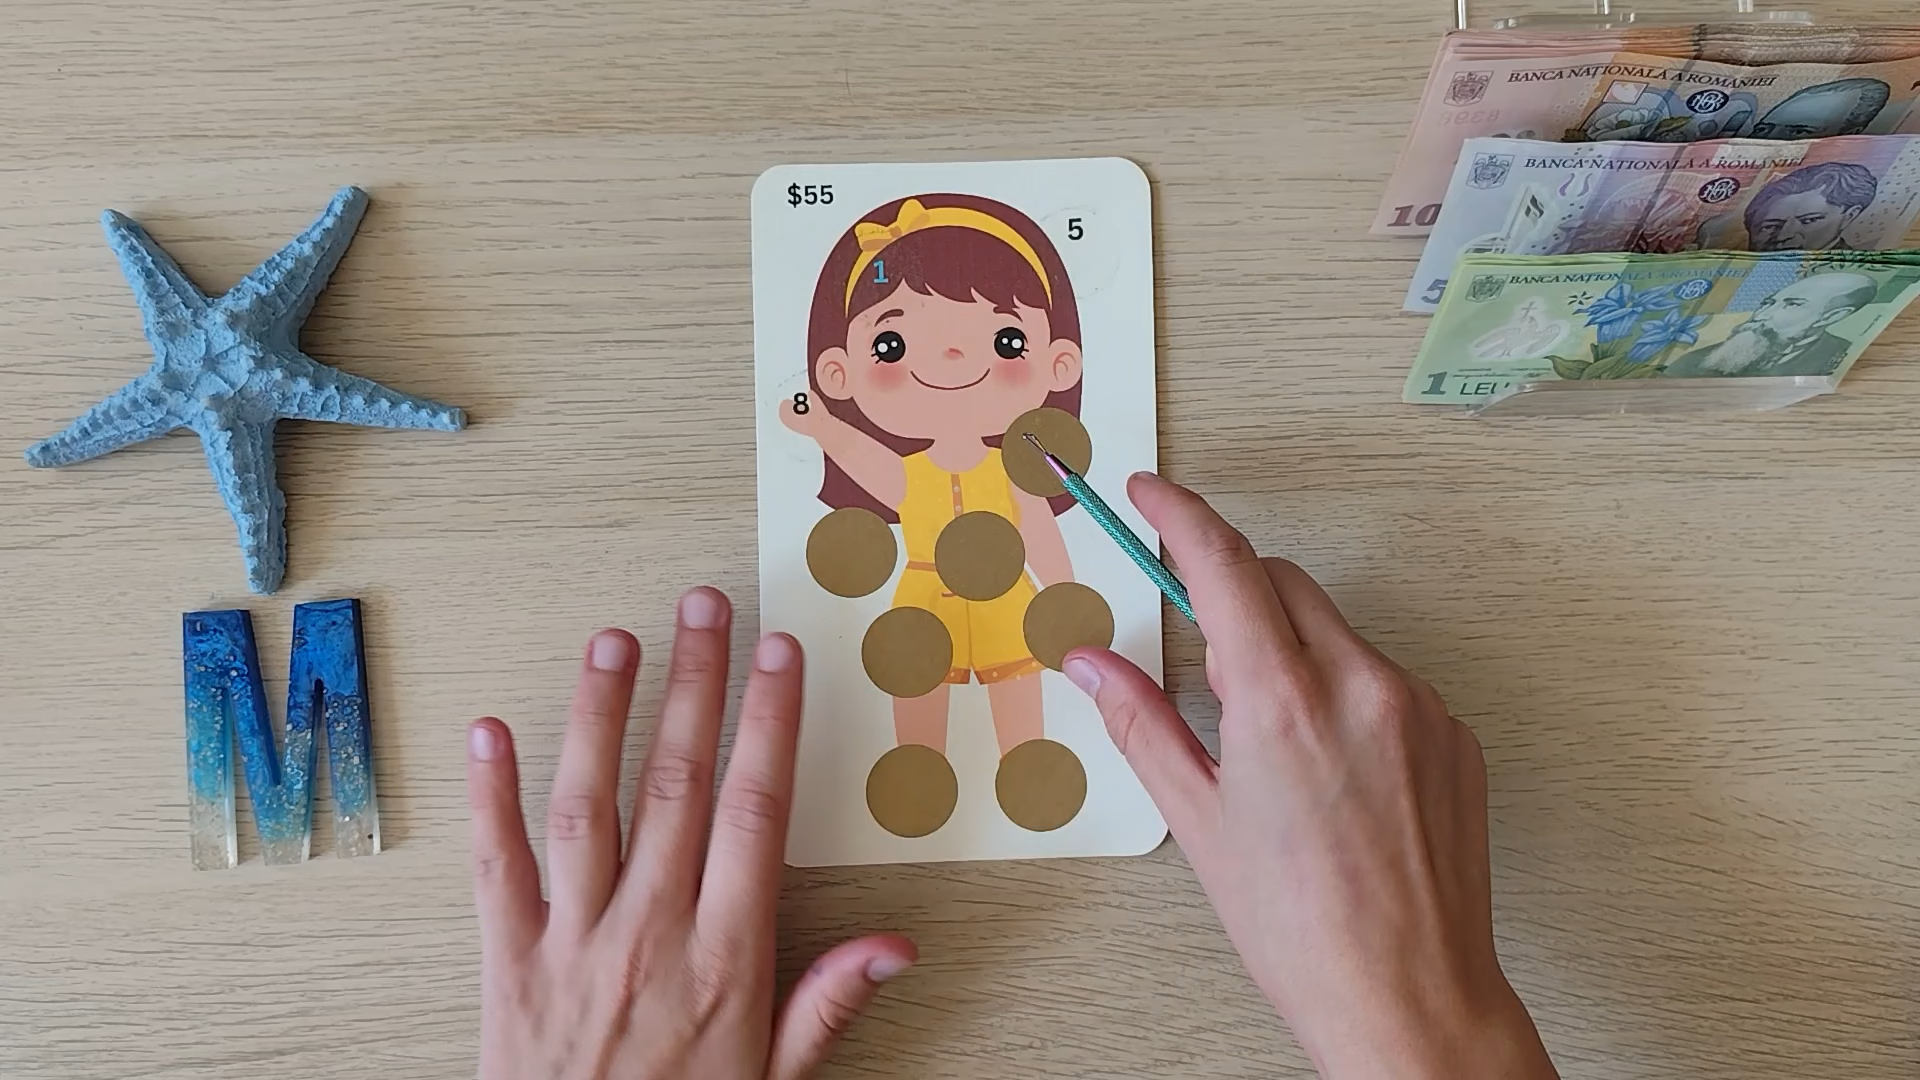 $55
5
1
8
BANCA NAȚIONALĂ A ROMÂNIEI
10
BANCA NAȚIONALĂ A ROMÂNIEI
5
BANCA NAȚIONALĂ A ROMÂNIEI
1 LEU
M